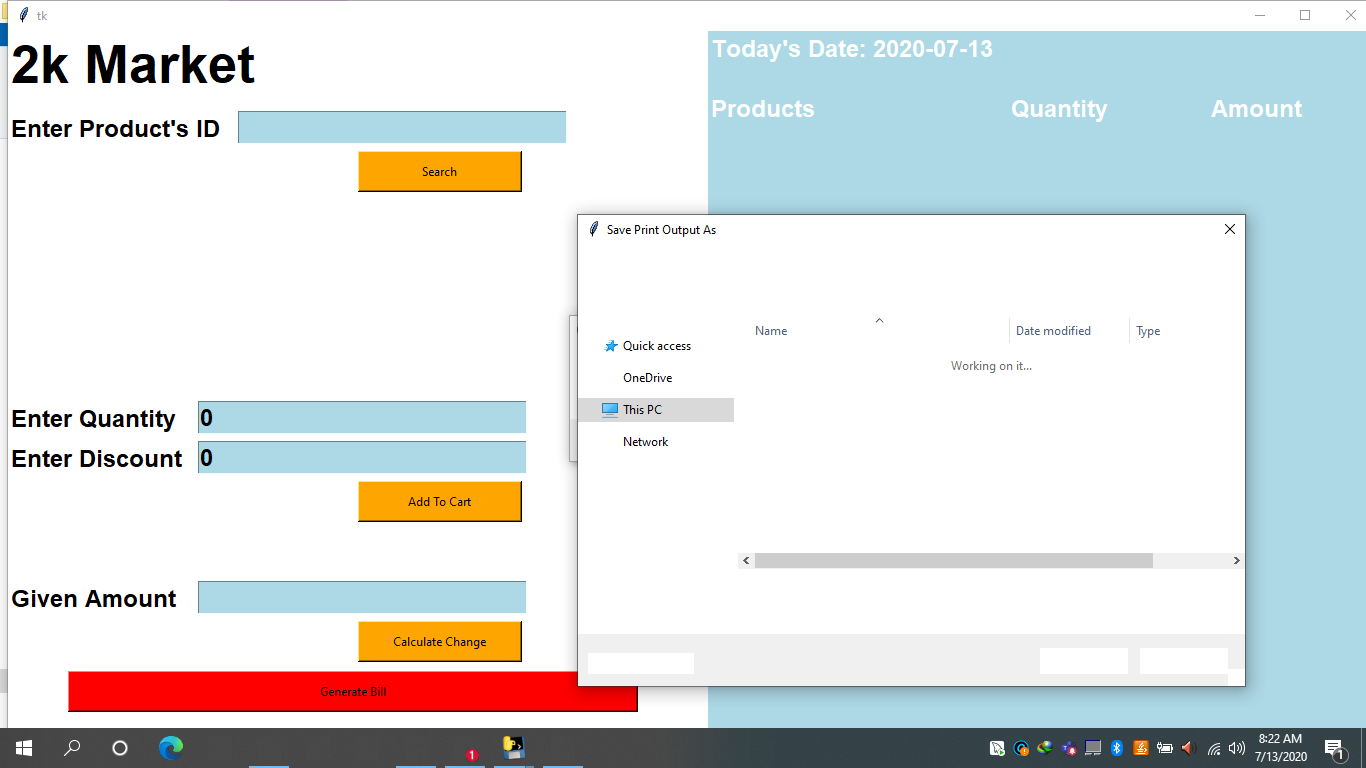 tk
2k Market
Today's Date: 2020-07-13
Products Quantity Amount
Enter Product's ID
Search
Save Print Output As
Name Date modified Type
Working on it...
Quick access
OneDrive
This PC
Network
Enter Quantity 0
Enter Discount 0
Add To Cart
Given Amount
Calculate Change
Generate Bill
1
8:22 AM
7/13/2020
1